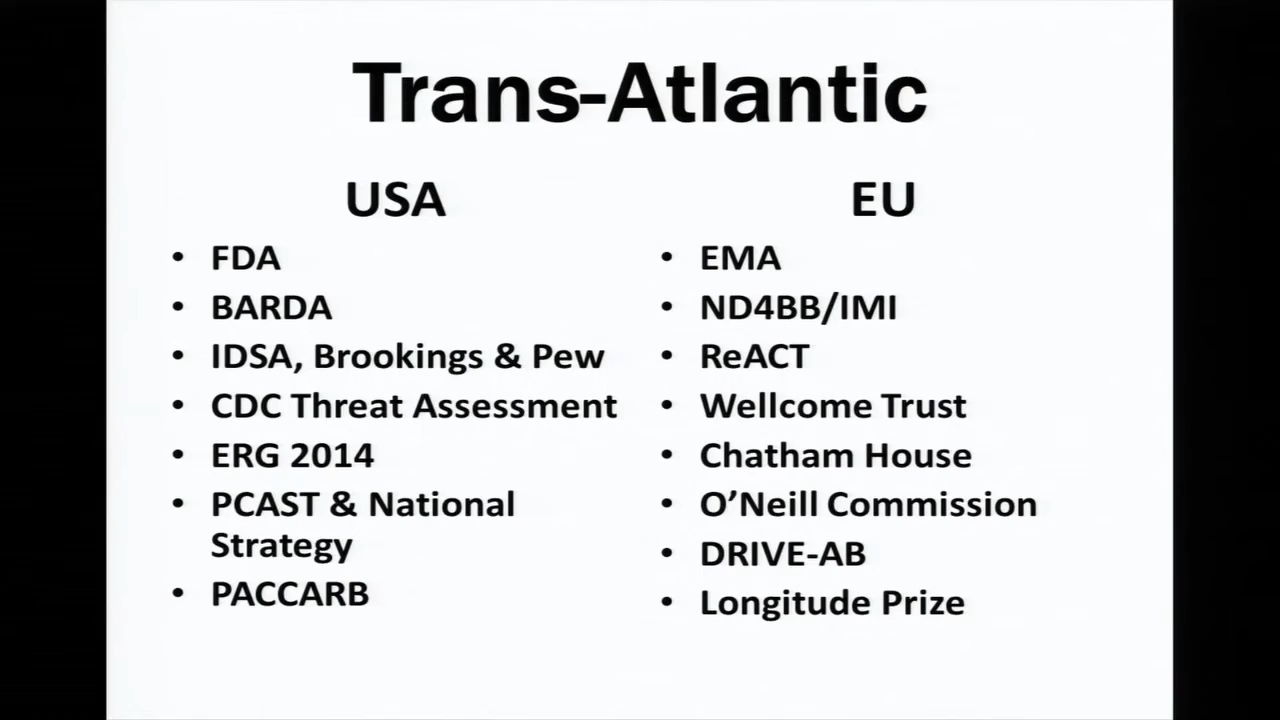 Trans-Atlantic
USA
• FDA
• BARDA
• IDSA, Brookings & Pew
• CDC Threat Assessment
• ERG 2014
• PCAST & National
Strategy
• PACCARB
EU
• EMA
• ND4BB/IMI
• ReACT
• Wellcome Trust
• Chatham House
• O’Neill Commission
• DRIVE-AB
• Longitude Prize